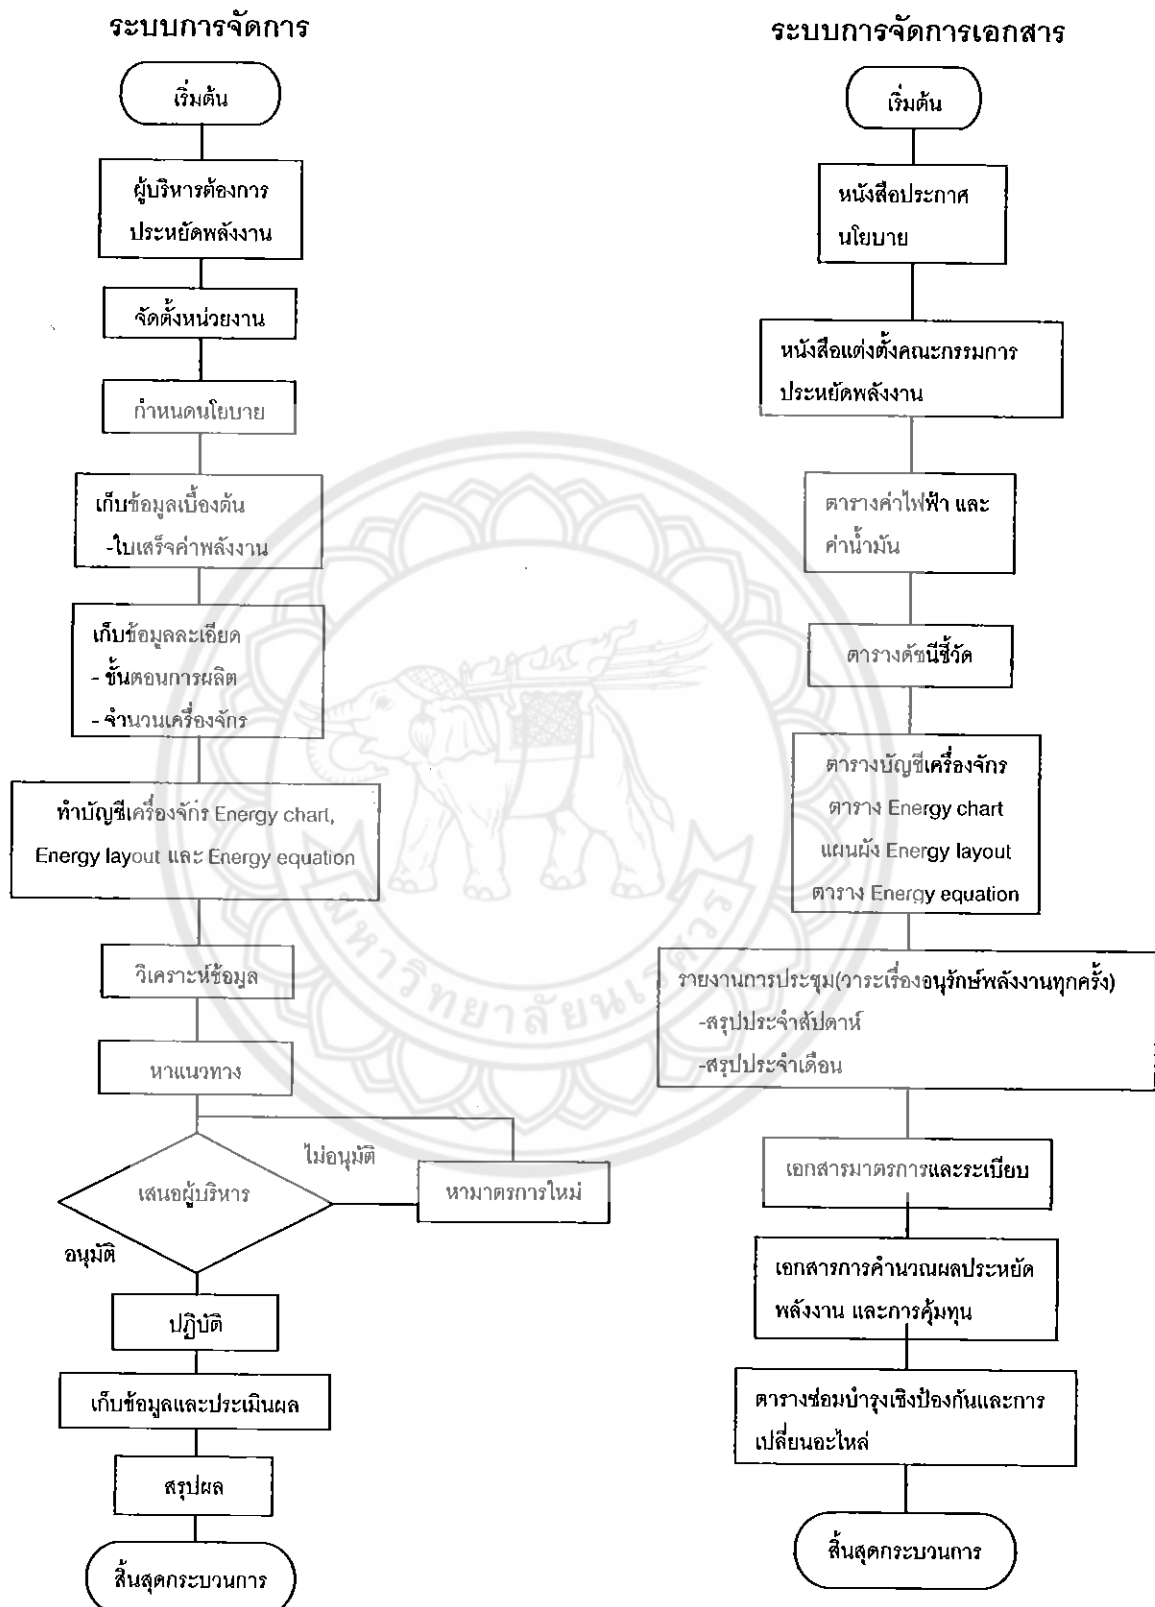 ระบบการจัดการ
เริ่มต้น
ผู้บริหารต้องการ
ประหยัดพลังงาน
จัดตั้งหน่วยงาน
กำหนดนโยบาย
เก็บข้อมูลเบื้องต้น
-ใบเสร็จค่าพลังงาน
เก็บข้อมูลละเอียด
- ขั้นตอนการผลิต
- จำนวนเครื่องจักร
ทำบัญชีเครื่องจักร Energy chart,
Energy layout และ Energy equation
วิเคราะห์ข้อมูล
หาแนวทาง
ไม่อนุมัติ
เสนอผู้บริหาร
หามาตรการใหม่
อนุมัติ
ปฏิบัติ
เก็บข้อมูลและประเมินผล
สรุปผล
สิ้นสุดกระบวนการ
ระบบการจัดการเอกสาร
เริ่มต้น
หนังสือประกาศ
นโยบาย
หนังสือแต่งตั้งคณะกรรมการ
ประหยัดพลังงาน
ตารางค่าไฟฟ้า และ
ค่าน้ำมัน
ตารางดัชนีชี้วัด
ตารางบัญชีเครื่องจักร
ตาราง Energy chart
แผนผัง Energy layout
ตาราง Energy equation
รายงานการประชุม(วาระเรื่องอนุรักษ์พลังงานทุกครั้ง)
-สรุปประจำสัปดาห์
-สรุปประจำเดือน
เอกสารมาตรการและระเบียบ
เอกสารการคำนวณผลประหยัด
พลังงาน และการคุ้มทุน
ตารางซ่อมบำรุงเชิงป้องกันและการ
เปลี่ยนอะไหล่
สิ้นสุดกระบวนการ
มหาวิทยาลัยนเรศวร